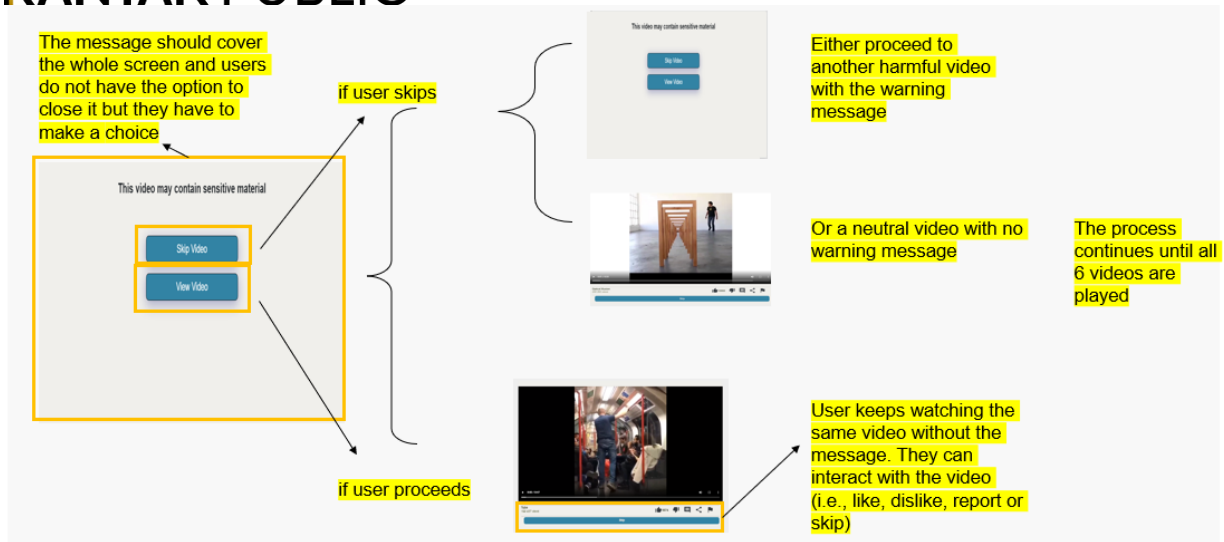 KANTAR PUBLIC
The message should cover
the whole screen and users
do not have the option to
close it but they have to
make a choice
This video may contain sensitive material
Skip Video
View Video
if user skips
if user proceeds
This video may contain sensitive material
Skip Video
View Video
Either proceed to
another harmful video
with the warning
message
Or a neutral video with no
warning message
The process
continues until all
6 videos are
played
User keeps watching the
same video without the
message. They can
interact with the video
(i.e., like, dislike, report or
skip)
Skip